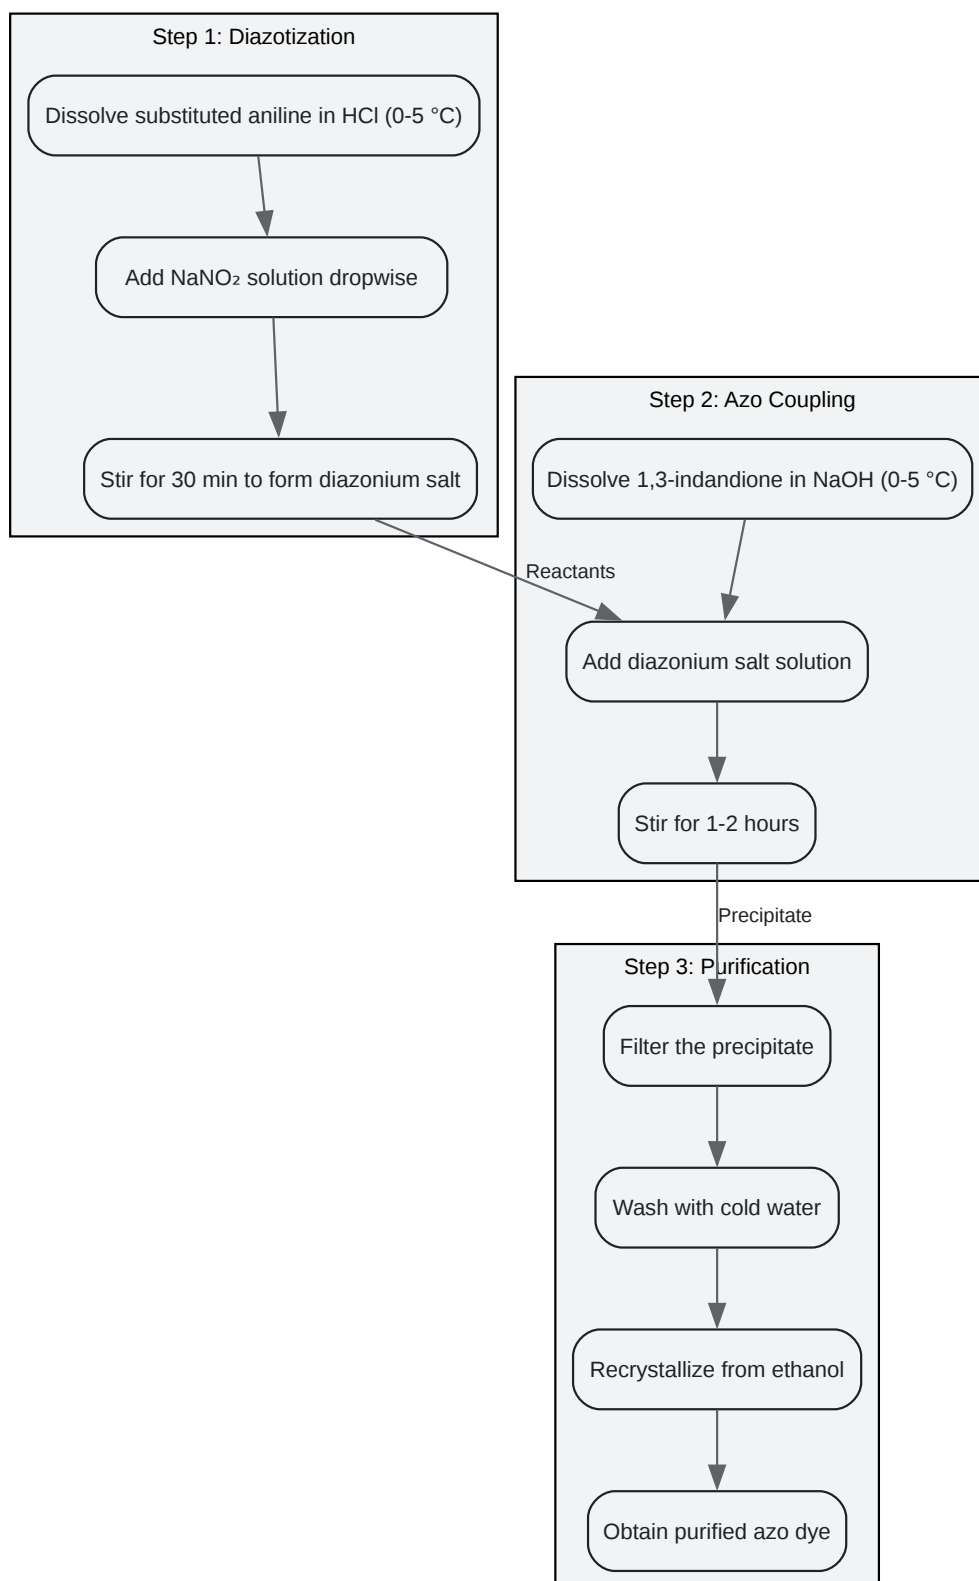 Step 1: Diazotization
Dissolve substituted aniline in HCl (0-5 °C)
Add NaNO₂ solution dropwise
Stir for 30 min to form diazonium salt
Step 2: Azo Coupling
Dissolve 1,3-indandione in NaOH (0-5 °C)
Reactants
Add diazonium salt solution
Stir for 1-2 hours
Precipitate
Step 3: Purification
Filter the precipitate
Wash with cold water
Recrystallize from ethanol
Obtain purified azo dye